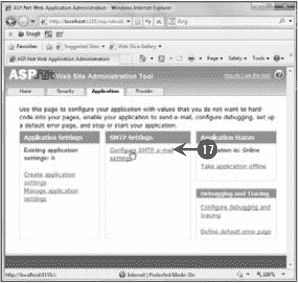 ASP.Net Web Application Administration - Windows Internet Explorer
Favorites
Suggested Sites
Web Slice Gallery
ASP.Net Web Application Administration
Page
Safety
Tools
ASP.net Web Site Administration Tool
Home
Security
Application
Provider
Use this page to configure your application with values that you do not want to hard-
code into your pages, enable your application to send e-mail, configure debugging, set up
a default error page, and stop or start your application.
Application Settings
Existing application
settings: 0
Create application
settings
Manage application
settings
SMTP Settings
Configure SMTP e-mail
settings
17
Application Status
Application is: Online
Take application offline
Debugging and Tracing
Configure debugging and
tracing
Define default error page
Internet | Protected Mode: On